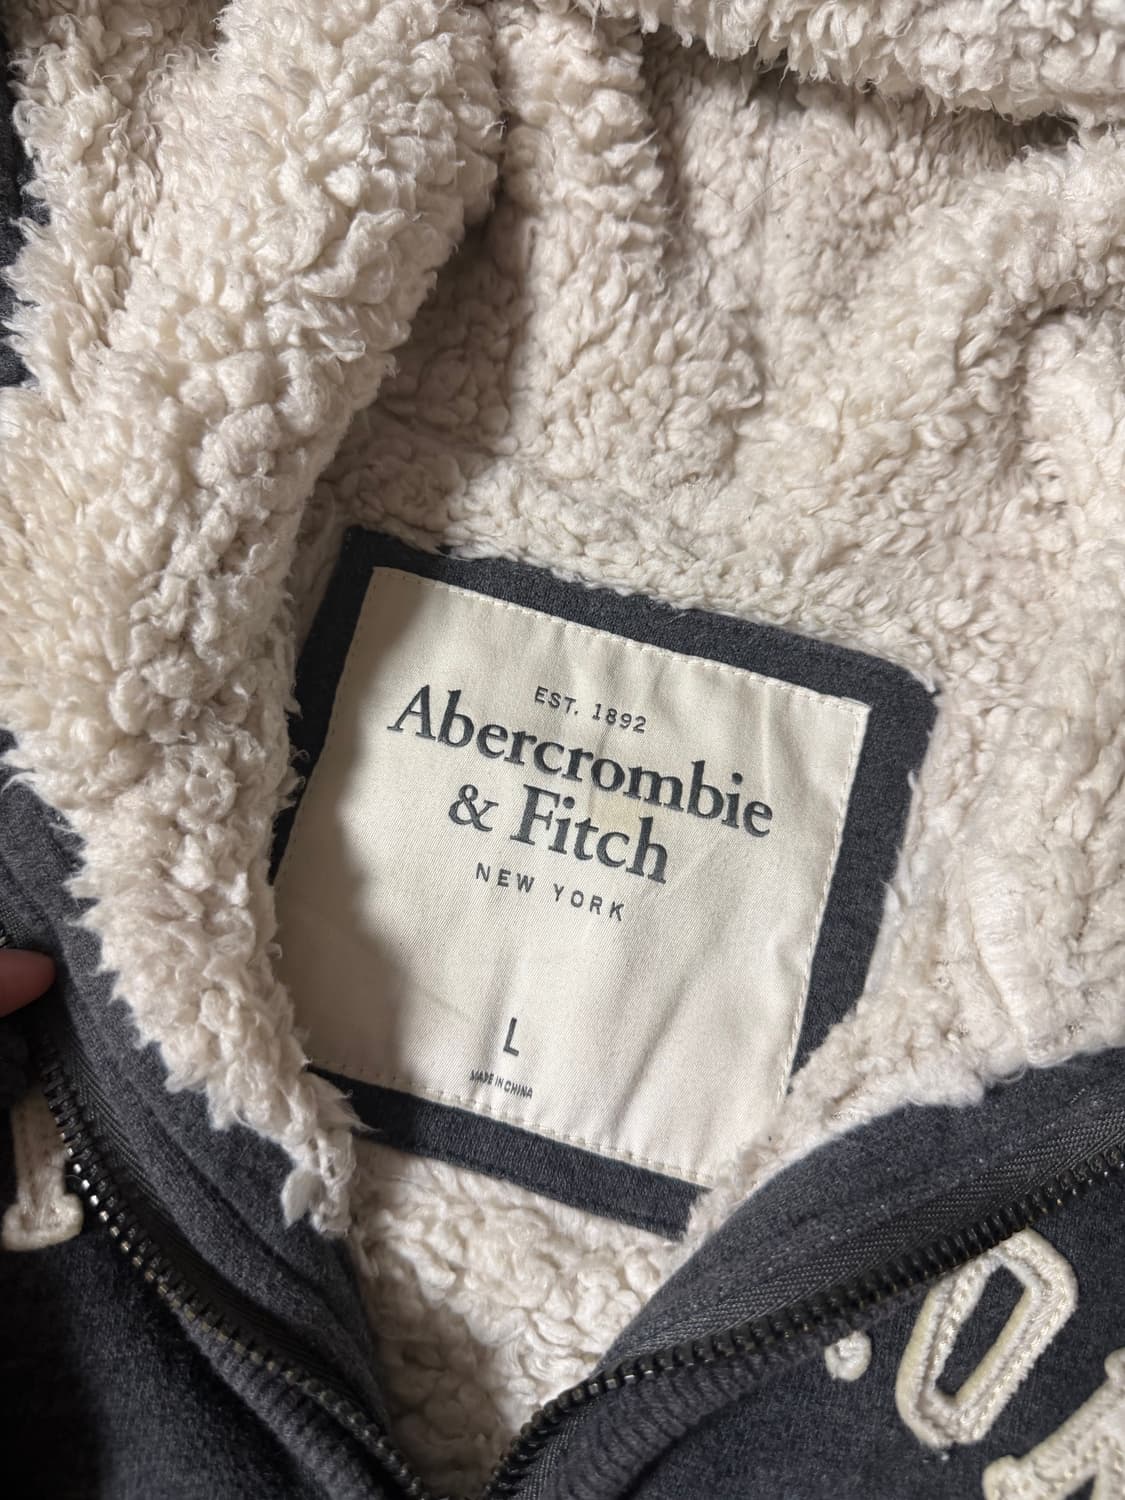 EST. 1892
Abercrombie
& Fitch
NEW YORK
L
MADE IN CHINA